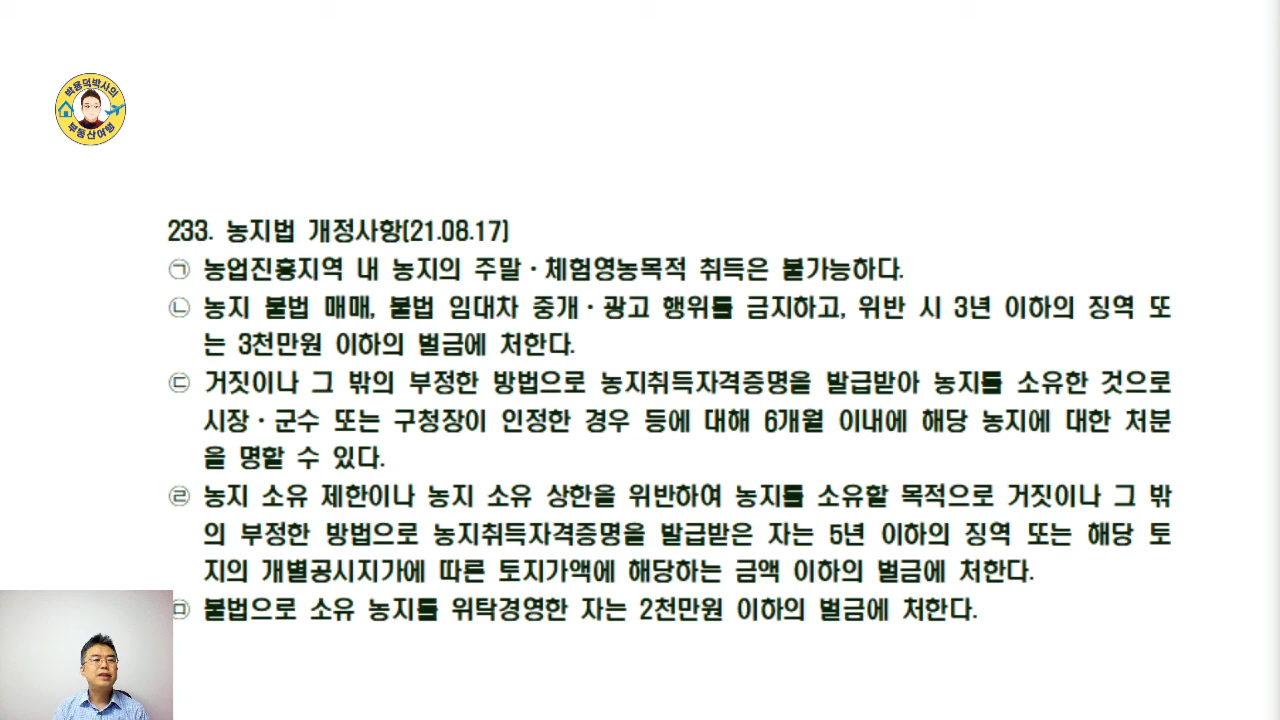 박용덕박사의
부동산여행
233. 농지법 개정사항(21.08.17)
㉠ 농업진흥지역 내 농지의 주말·체험영농목적 취득은 불가능하다.
㉡ 농지 불법 매매, 불법 임대차 중개·광고 행위를 금지하고, 위반 시 3년 이하의 징역 또
는 3천만원 이하의 벌금에 처한다.
㉢ 거짓이나 그 밖의 부정한 방법으로 농지취득자격증명을 발급받아 농지를 소유한 것으로
시장·군수 또는 구청장이 인정한 경우 등에 대해 6개월 이내에 해당 농지에 대한 처분
을 명할 수 있다.
㉣ 농지 소유 제한이나 농지 소유 상한을 위반하여 농지를 소유할 목적으로 거짓이나 그 밖
의 부정한 방법으로 농지취득자격증명을 발급받은 자는 5년 이하의 징역 또는 해당 토
지의 개별공시지가에 따른 토지가액에 해당하는 금액 이하의 벌금에 처한다.
㉤ 불법으로 소유 농지를 위탁경영한 자는 2천만원 이하의 벌금에 처한다.